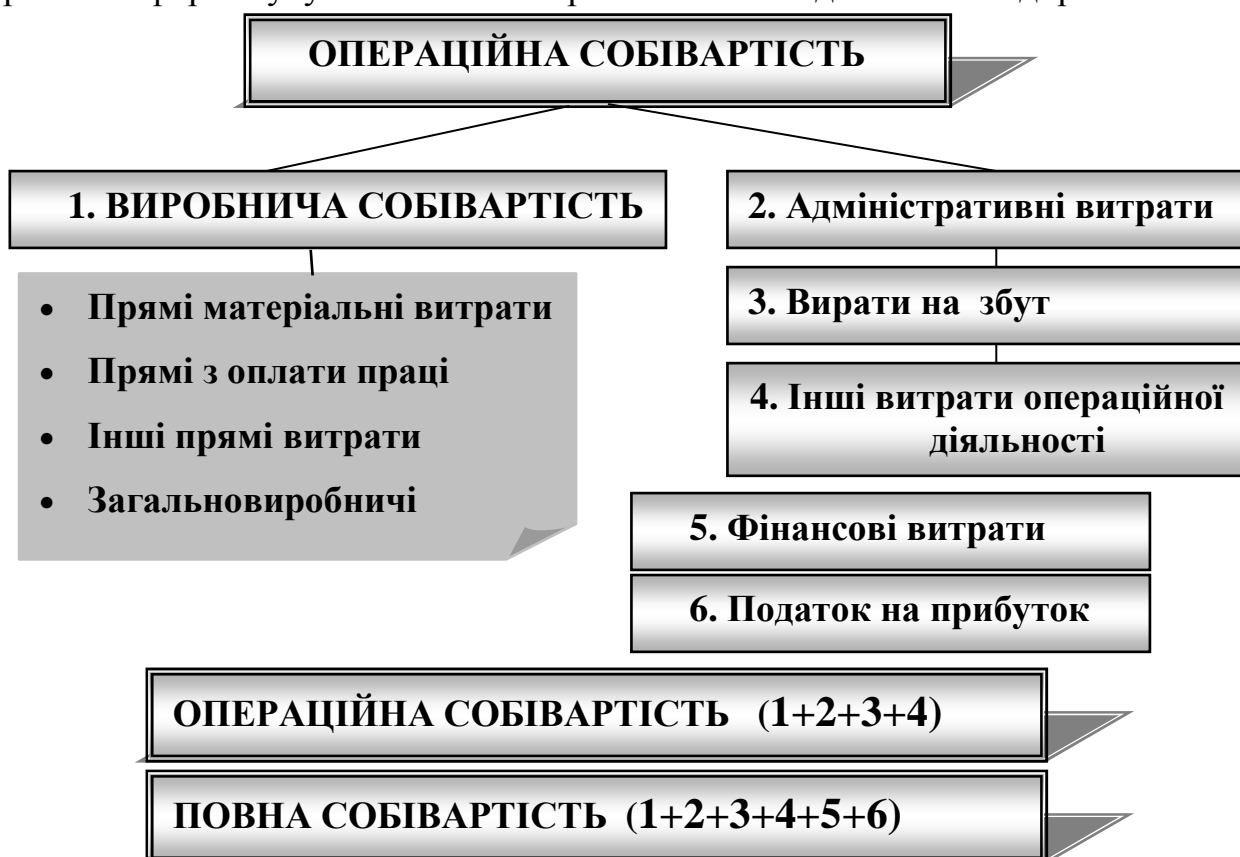 ОПЕРАЦІЙНА СОБІВАРТІСТЬ
1. ВИРОБНИЧА СОБІВАРТІСТЬ
• Прямі матеріальні витрати
• Прямі з оплати праці
• Інші прямі витрати
• Загальновиробничі
2. Адміністративні витрати
3. Вирати на збут
4. Інші витрати операційної
діяльності
5. Фінансові витрати
6. Податок на прибуток
ОПЕРАЦІЙНА СОБІВАРТІСТЬ (1+2+3+4)
ПОВНА СОБІВАРТІСТЬ (1+2+3+4+5+6)